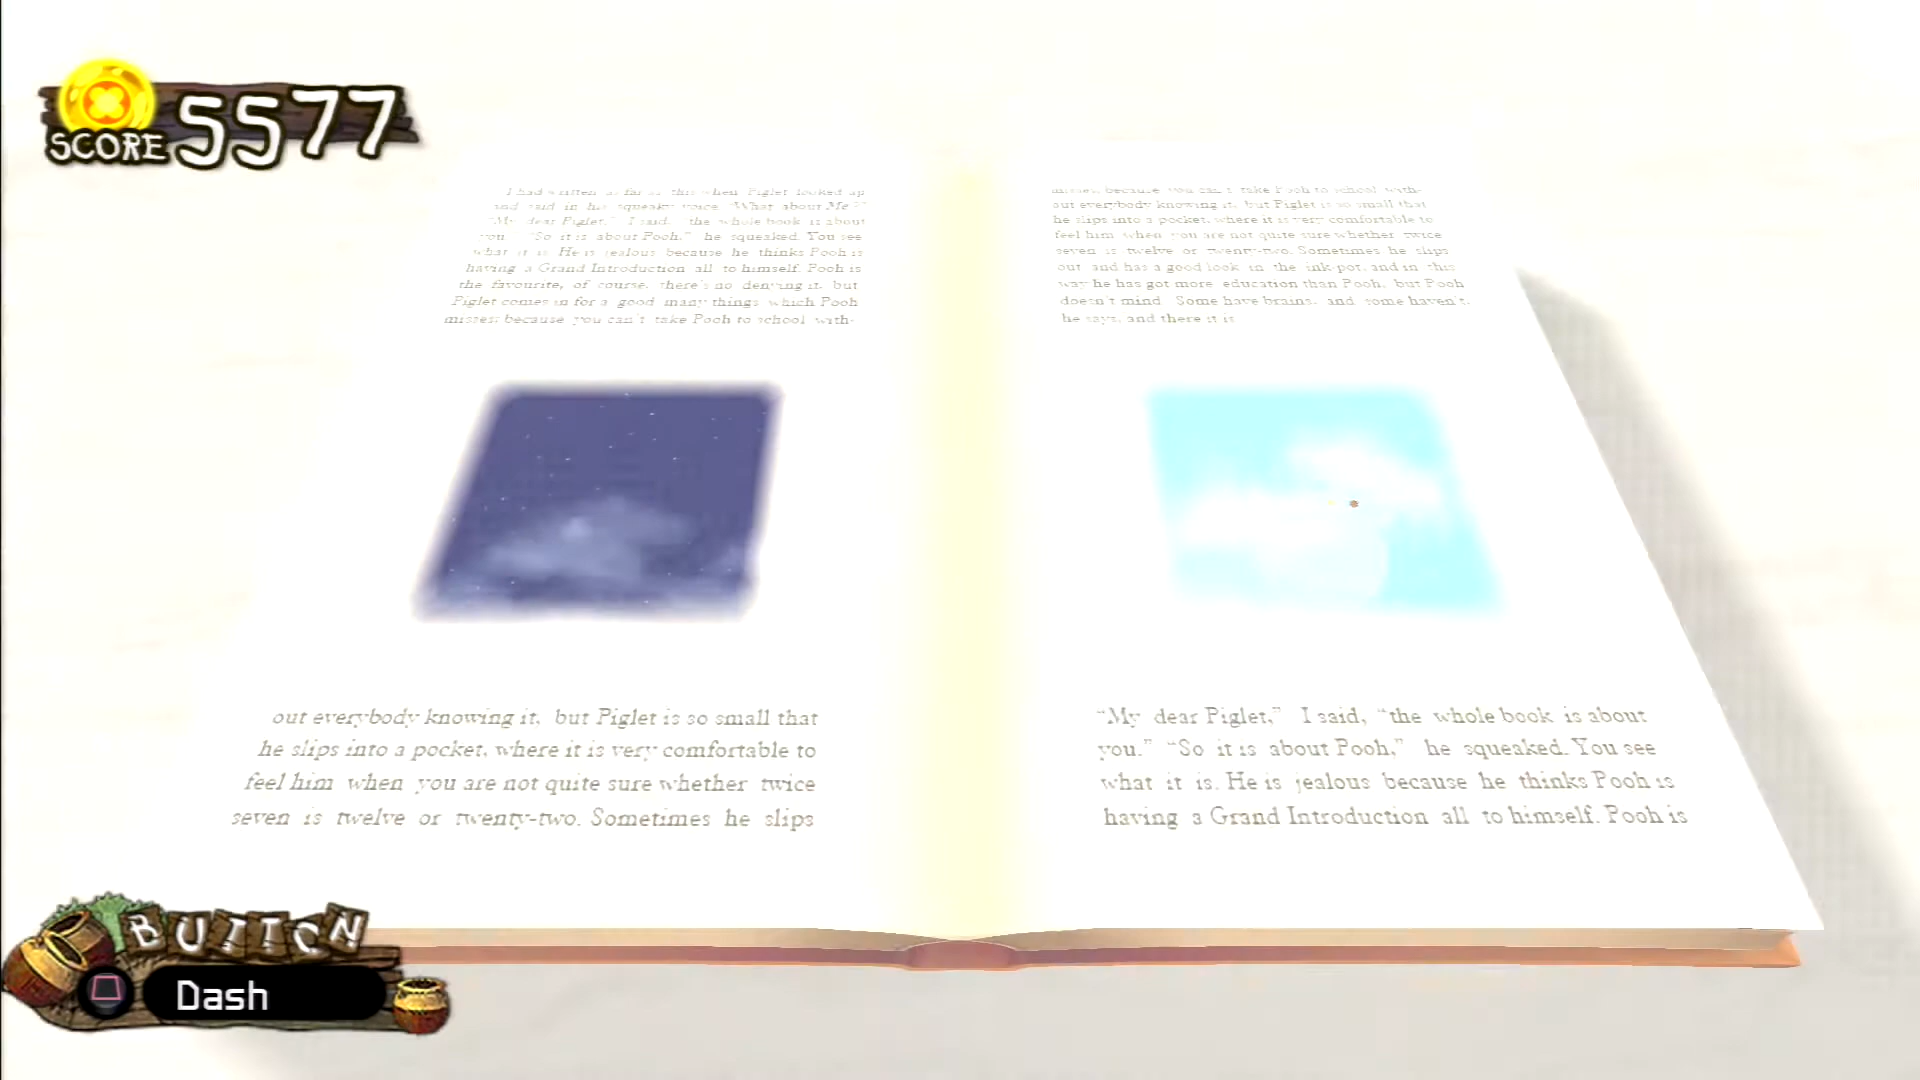 SCORE 5577
I had written as far as this when Piglet looked up
and said in his squeaky voice, "What about Me?"
"My dear Piglet," I said, "the whole book is about
you." "So it is about Pooh," he squeaked. You see
what it is. He is jealous because he thinks Pooh is
having a Grand Introduction all to himself. Pooh is
the favourite, of course, there's no denying it, but
Piglet comes in for a good many things which Pooh
misses; because you can't take Pooh to school with-
out everybody knowing it, but Piglet is so small that
he slips into a pocket, where it is very comfortable to
feel him when you are not quite sure whether twice
seven is twelve or twenty-two. Sometimes he slips
misses; because you can't take Pooh to school with-
out everybody knowing it, but Piglet is so small that
he slips into a pocket, where it is very comfortable to
feel him when you are not quite sure whether twice
seven is twelve or twenty-two. Sometimes he slips
out and has a good look in the ink-pot, and in this
way he has got more education than Pooh, but Pooh
doesn't mind. Some have brains, and some haven't,
he says, and there it is.
"My dear Piglet," I said, "the whole book is about
you." "So it is about Pooh," he squeaked. You see
what it is. He is jealous because he thinks Pooh is
having a Grand Introduction all to himself. Pooh is
BUTTON
Dash